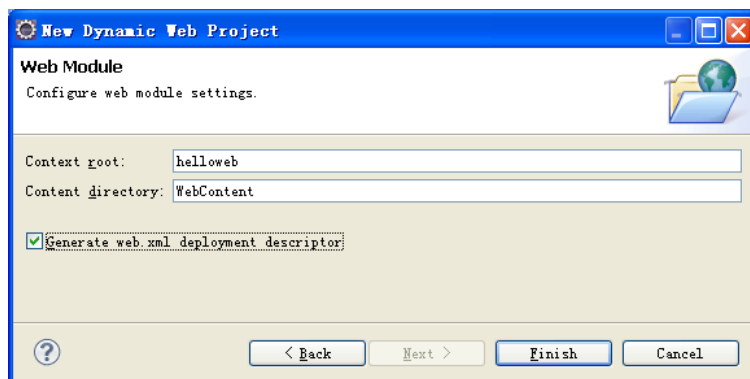 New Dynamic Web Project
Web Module
Configure web module settings.
Context root: helloweb
Content directory: WebContent
Generate web.xml deployment descriptor
? < Back Next > Finish Cancel